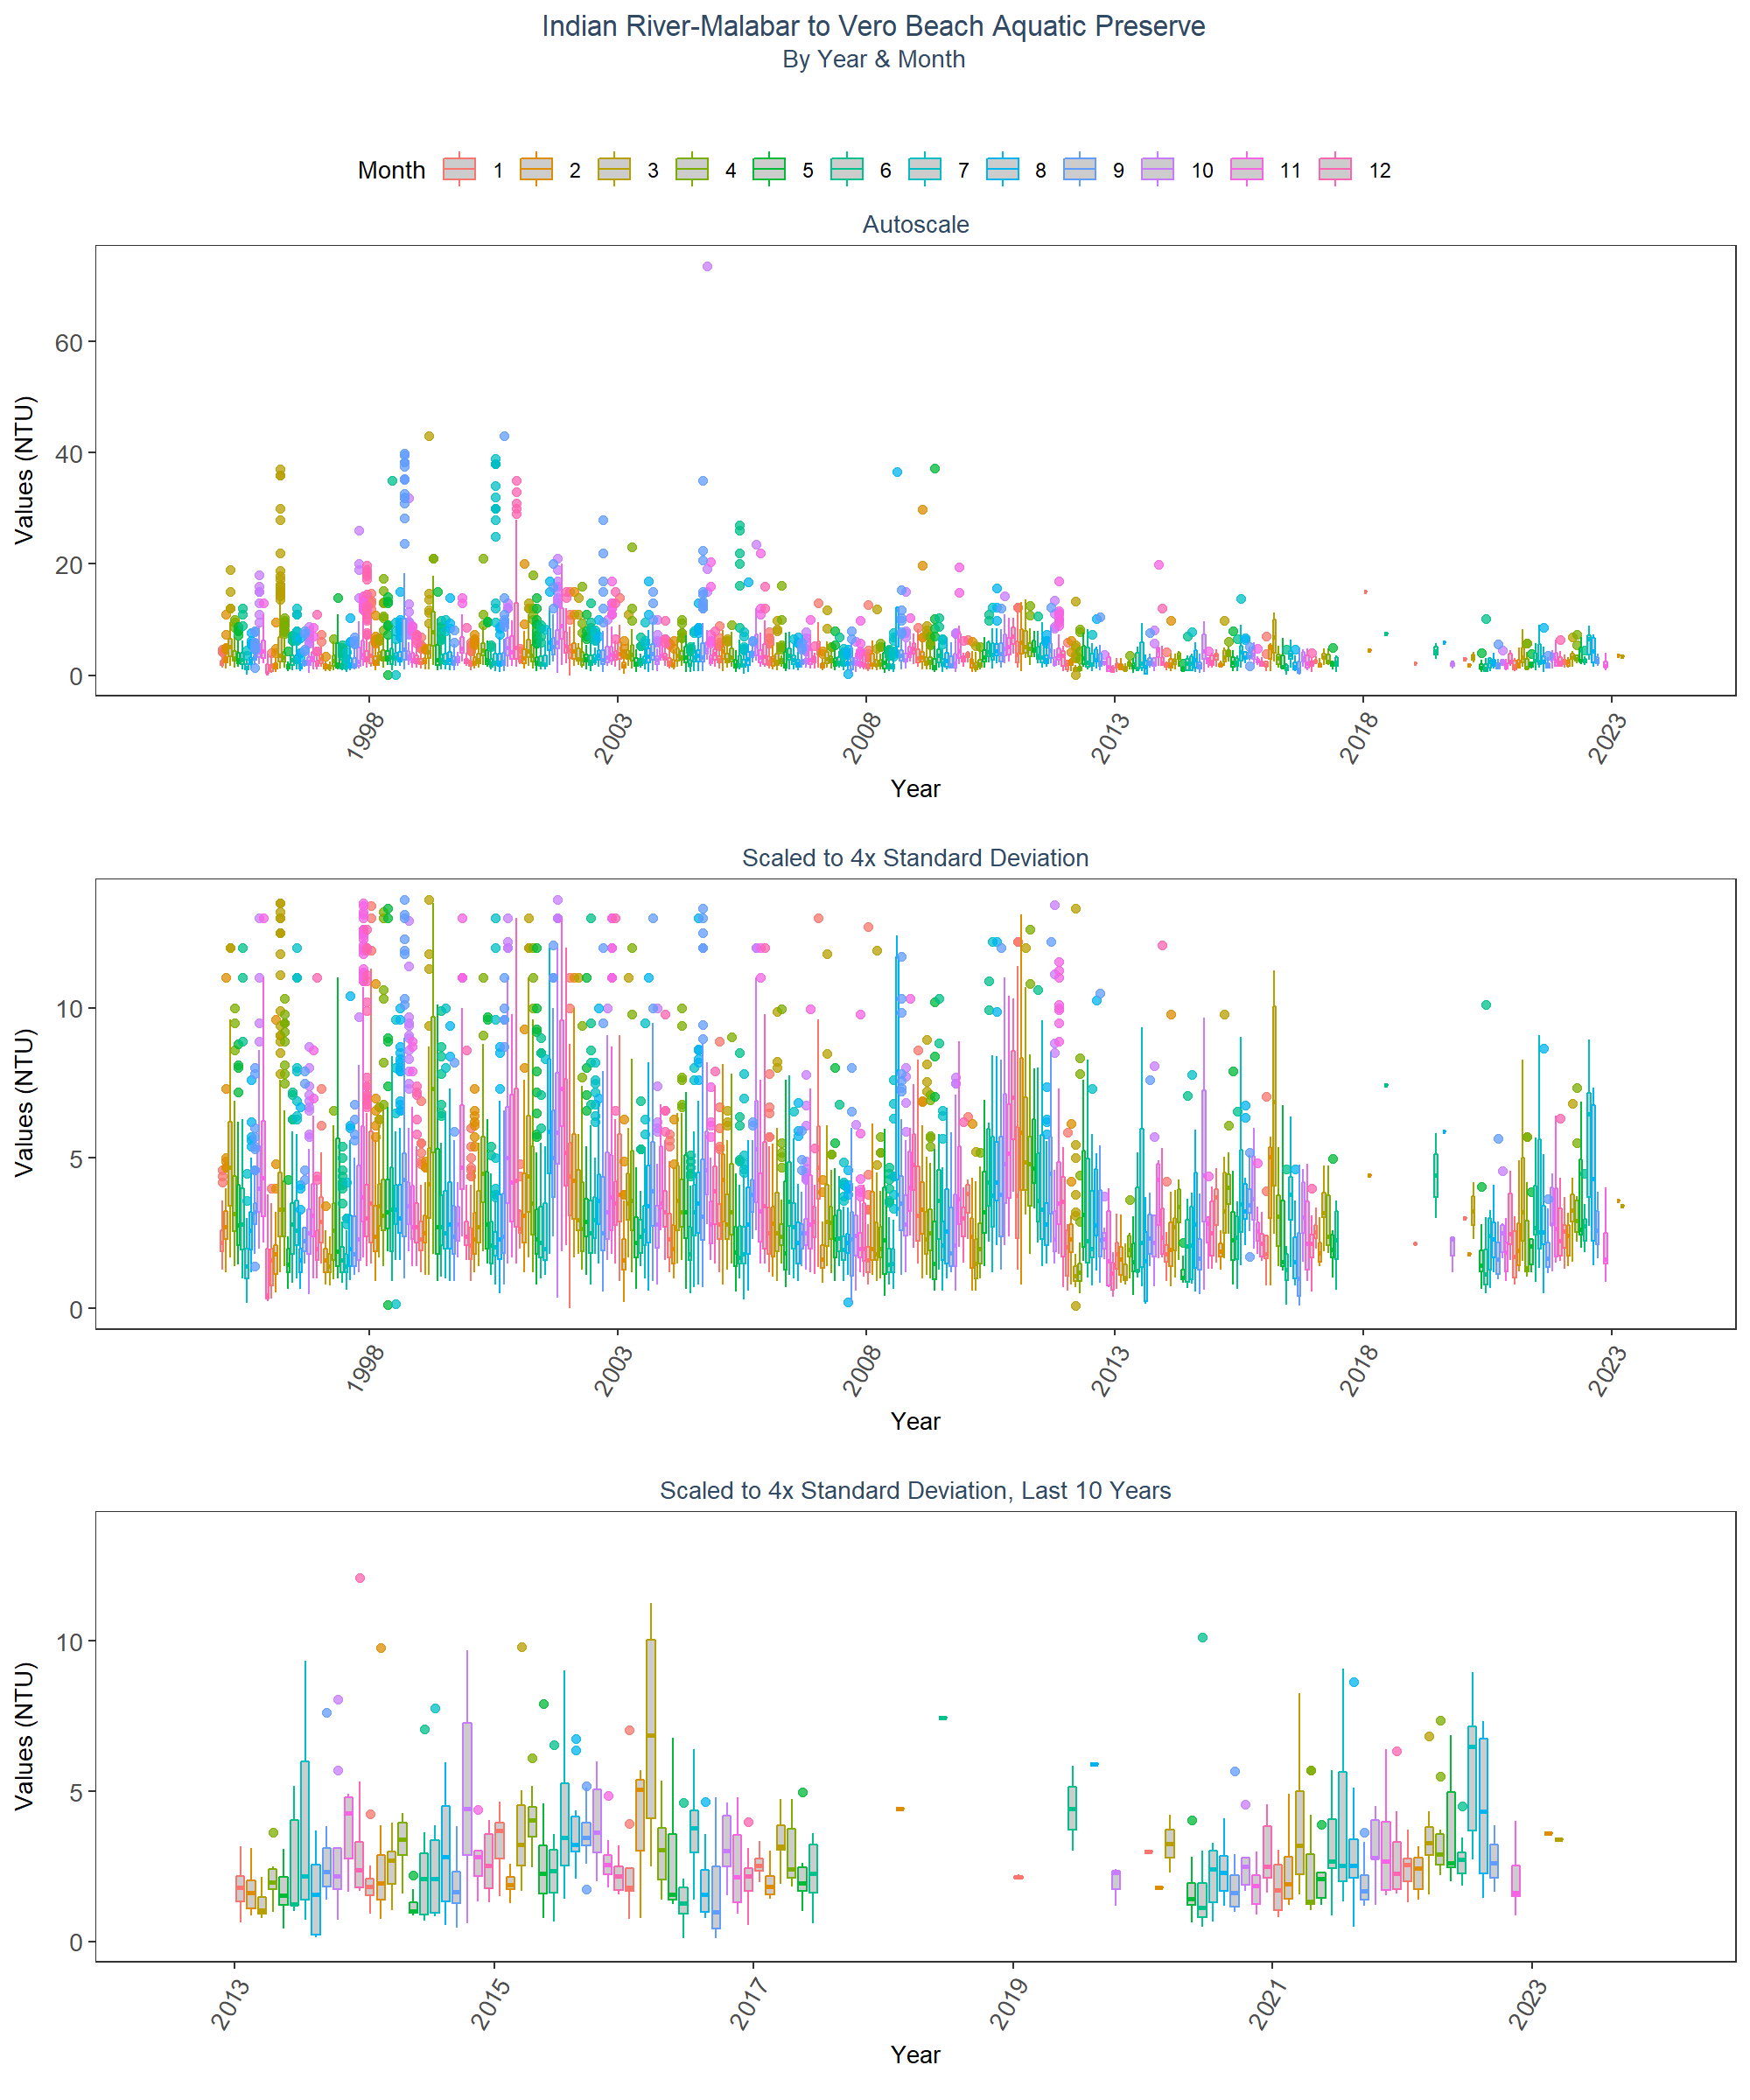 Indian River-Malabar to Vero Beach Aquatic Preserve
By Year & Month
Month 1 2 3 4 5 6 7 8 9 10 11 12
Autoscale
Values (NTU)
60
40
20
0
1998 2003 2008 2013 2018 2023
Year
Scaled to 4x Standard Deviation
Values (NTU)
10
5
0
1998 2003 2008 2013 2018 2023
Year
Scaled to 4x Standard Deviation, Last 10 Years
Values (NTU)
10
5
0
2013 2015 2017 2019 2021 2023
Year